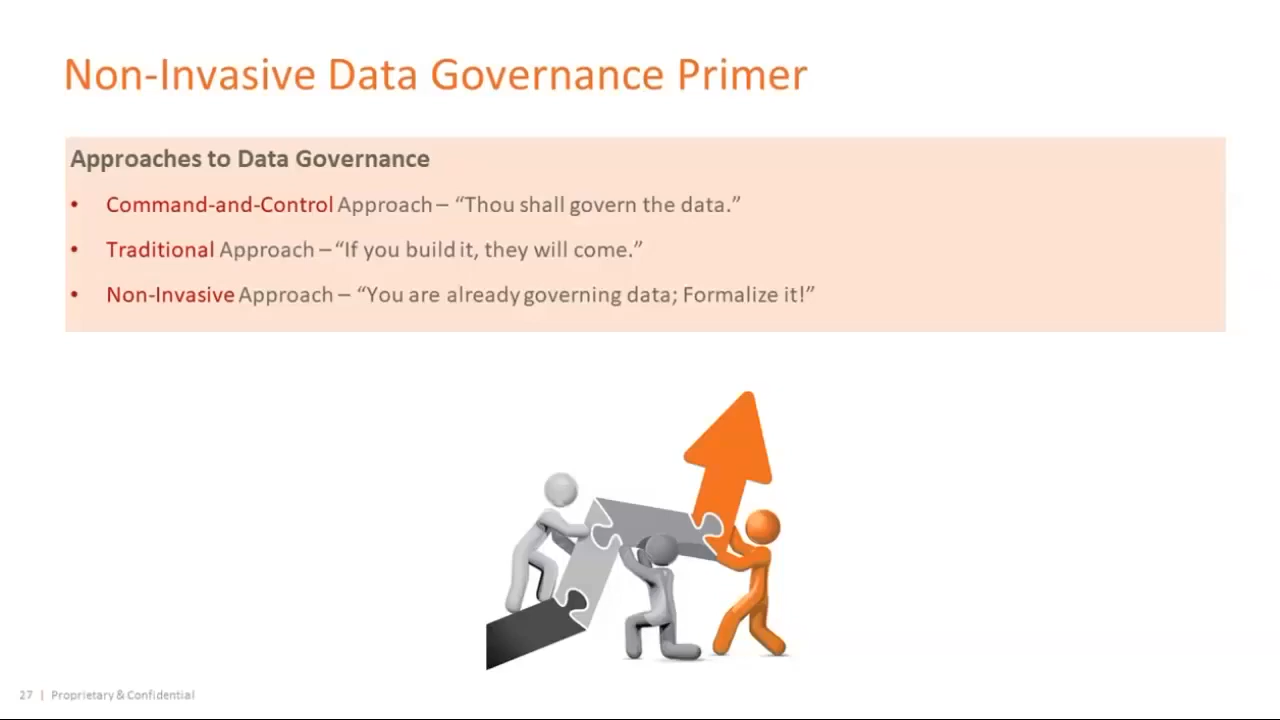 Non-Invasive Data Governance Primer
Approaches to Data Governance
• Command-and-Control Approach – “Thou shall govern the data.”
• Traditional Approach – “If you build it, they will come.”
• Non-Invasive Approach – “You are already governing data; Formalize it!”
27 | Proprietary & Confidential